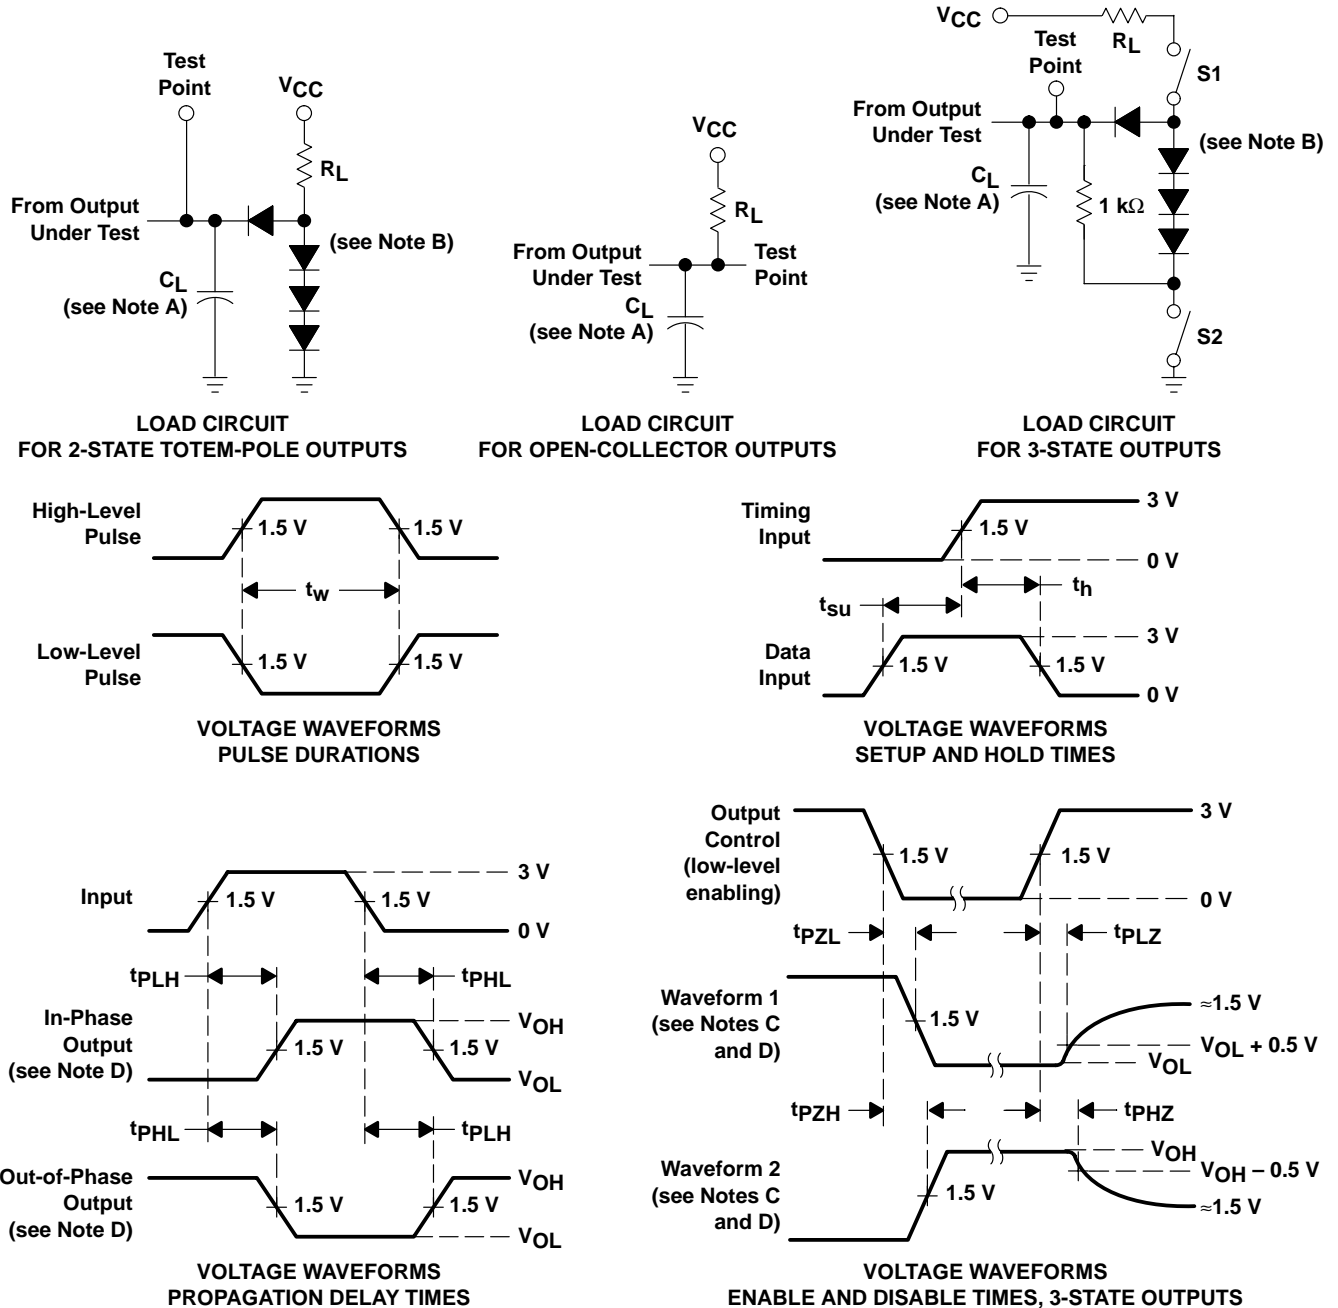 Test
Point
VCC
RL
From Output
Under Test
(see Note B)
CL
(see Note A)
LOAD CIRCUIT
FOR 2-STATE TOTEM-POLE OUTPUTS
VCC
RL
From Output
Under Test
Test
Point
CL
(see Note A)
LOAD CIRCUIT
FOR OPEN-COLLECTOR OUTPUTS
VCC
RL
Test
Point
S1
From Output
Under Test
(see Note B)
CL
(see Note A)
1 kΩ
S2
LOAD CIRCUIT
FOR 3-STATE OUTPUTS
High-Level
Pulse
1.5 V
1.5 V
tw
Low-Level
Pulse
1.5 V
1.5 V
VOLTAGE WAVEFORMS
PULSE DURATIONS
Timing
Input
3 V
1.5 V
0 V
th
tsu
Data
Input
3 V
1.5 V
1.5 V
0 V
VOLTAGE WAVEFORMS
SETUP AND HOLD TIMES
Input
3 V
1.5 V
1.5 V
0 V
tPLH
tPHL
In-Phase
Output
(see Note D)
VOH
1.5 V
1.5 V
VOL
tPHL
tPLH
Out-of-Phase
Output
(see Note D)
VOH
1.5 V
1.5 V
VOL
VOLTAGE WAVEFORMS
PROPAGATION DELAY TIMES
Output
Control
(low-level
enabling)
3 V
1.5 V
1.5 V
0 V
tPZL
tPLZ
Waveform 1
(see Notes C
and D)
1.5 V
≈1.5 V
VOL + 0.5 V
VOL
tPZH
tPHZ
Waveform 2
(see Notes C
and D)
1.5 V
VOH
VOH – 0.5 V
≈1.5 V
VOLTAGE WAVEFORMS
ENABLE AND DISABLE TIMES, 3-STATE OUTPUTS